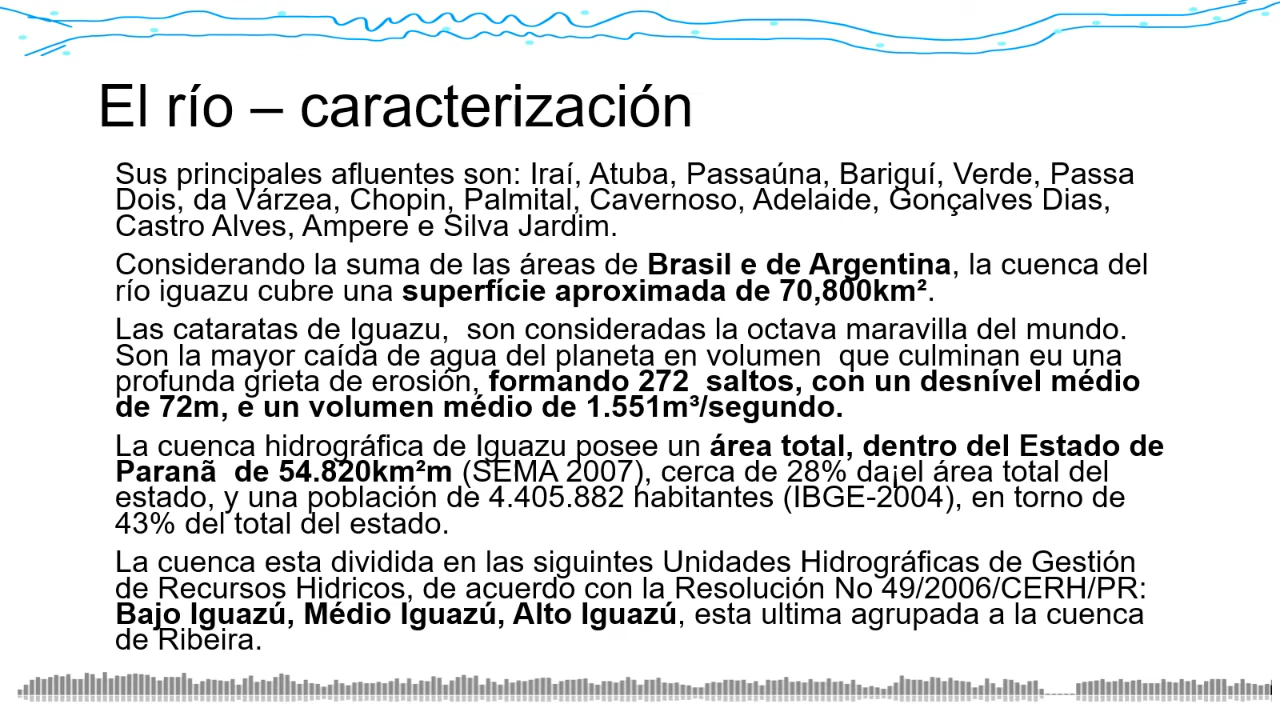 El río – caracterización
Sus principales afluentes son: Iraí, Atuba, Passaúna, Bariguí, Verde, Passa
Dois, da Várzea, Chopin, Palmital, Cavernoso, Adelaide, Gonçalves Dias,
Castro Alves, Ampere e Silva Jardim.
Considerando la suma de las áreas de Brasil e de Argentina, la cuenca del
río iguazu cubre una superfície aproximada de 70,800km².
Las cataratas de Iguazu,  son consideradas la octava maravilla del mundo.
Son la mayor caída de agua del planeta en volumen  que culminan eu una
profunda grieta de erosión, formando 272  saltos, con un desnível médio
de 72m, e un volumen médio de 1.551m³/segundo.
La cuenca hidrográfica de Iguazu posee un área total, dentro del Estado de
Paranã  de 54.820km²m (SEMA 2007), cerca de 28% da¡el área total del
estado, y una población de 4.405.882 habitantes (IBGE-2004), en torno de
43% del total del estado.
La cuenca esta dividida en las siguintes Unidades Hidrográficas de Gestión
de Recursos Hidricos, de acuerdo con la Resolución No 49/2006/CERH/PR:
Bajo Iguazú, Médio Iguazú, Alto Iguazú, esta ultima agrupada a la cuenca
de Ribeira.